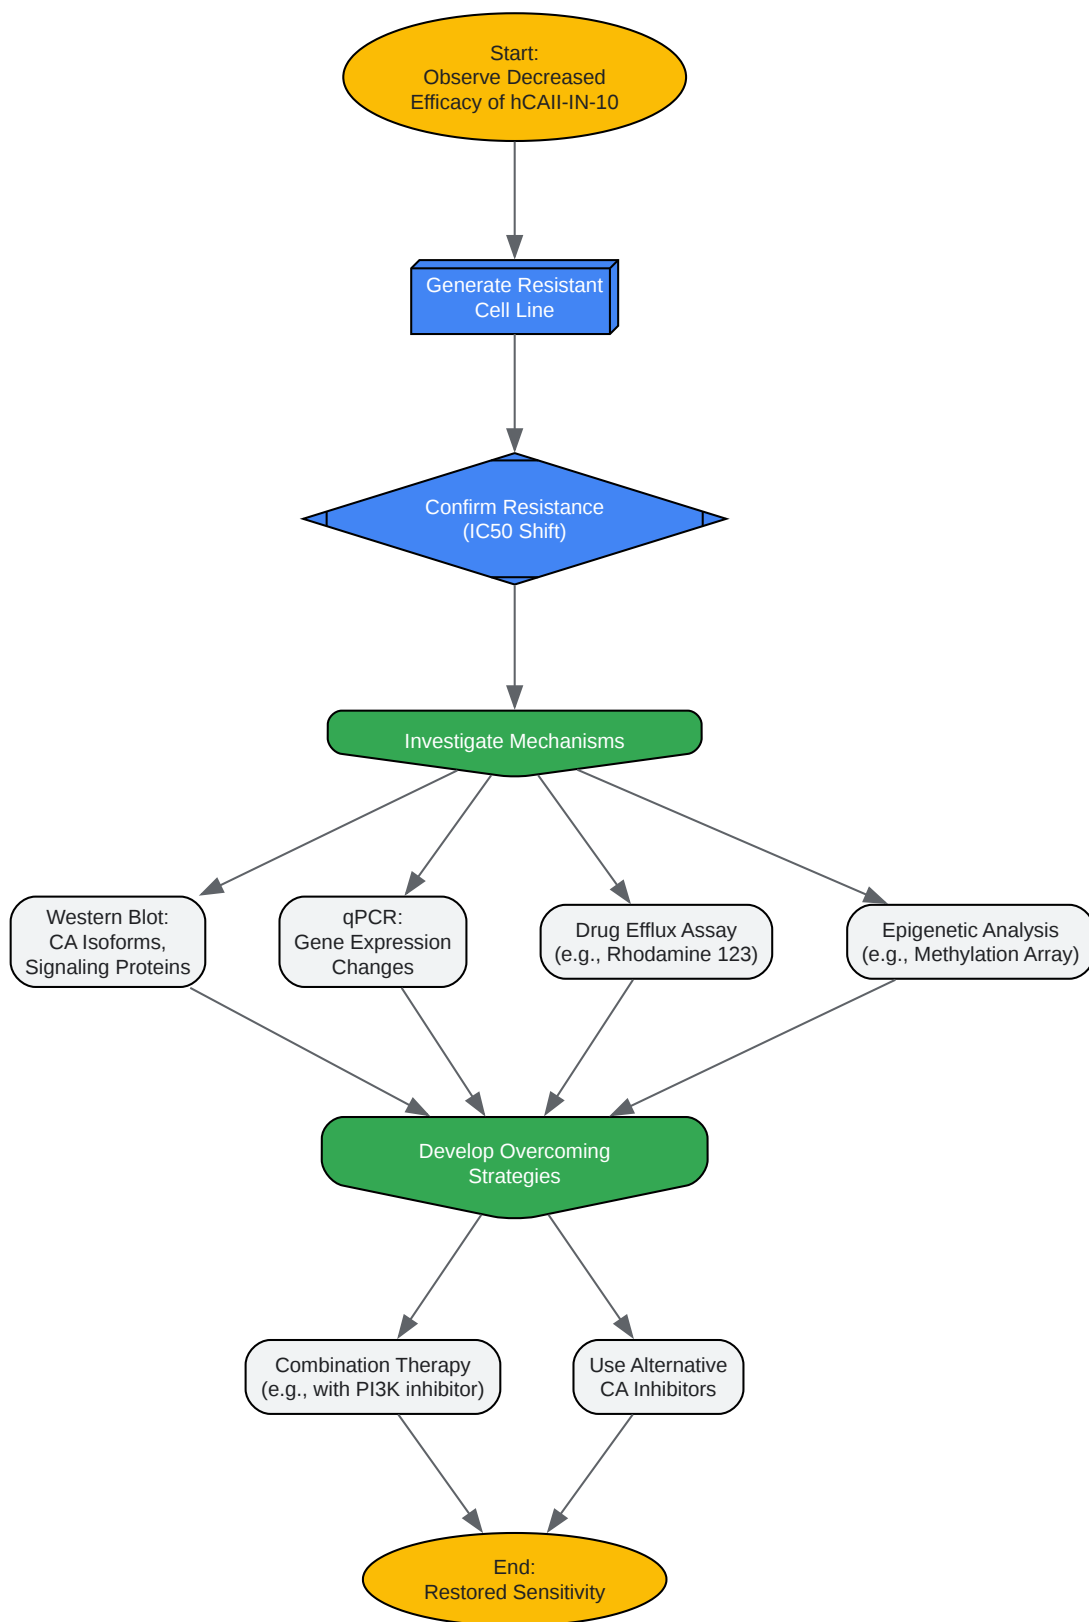 Start:
Observe Decreased
Efficacy of hCAII-IN-10
Generate Resistant
Cell Line
Confirm Resistance
(IC50 Shift)
Investigate Mechanisms
Western Blot:
CA Isoforms,
Signaling Proteins
qPCR:
Gene Expression
Changes
Drug Efflux Assay
(e.g., Rhodamine 123)
Epigenetic Analysis
(e.g., Methylation Array)
Develop Overcoming
Strategies
Combination Therapy
(e.g., with PI3K inhibitor)
Use Alternative
CA Inhibitors
End:
Restored Sensitivity